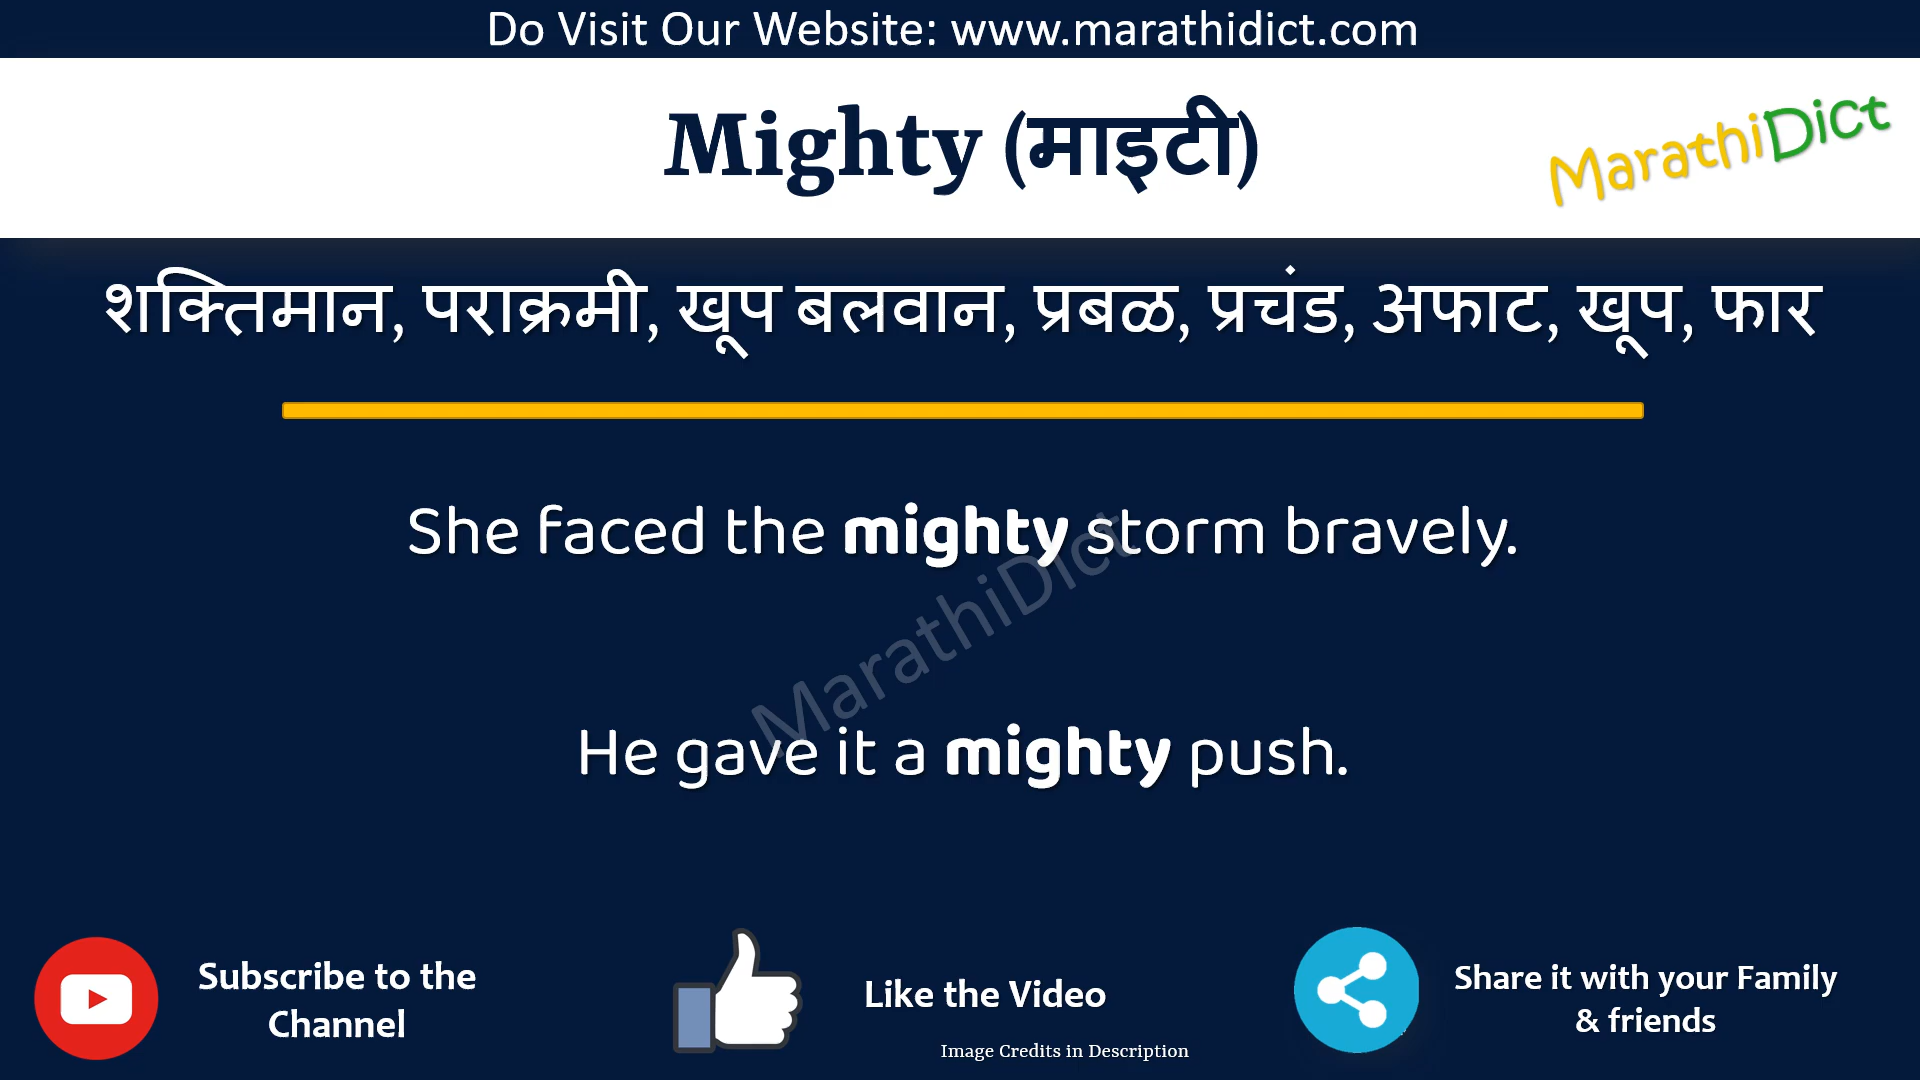 Do Visit Our Website: www.marathidict.com
Mighty (माइटी)
MarathiDict
शक्तिमान, पराक्रमी, खूप बलवान, प्रबळ, प्रचंड, अफाट, खूप, फार
She faced the mighty storm bravely.
MarathiDict
He gave it a mighty push.
Subscribe to the
Channel
Like the Video
Share it with your Family
& friends
Image Credits in Description